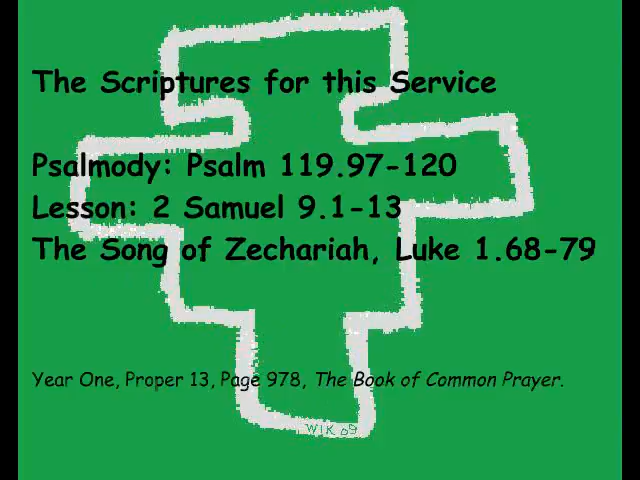 The Scriptures for this Service
Psalmody: Psalm 119.97-120
Lesson: 2 Samuel 9.1-13
The Song of Zechariah, Luke 1.68-79
Year One, Proper 13, Page 978, The Book of Common Prayer.
WIK 09